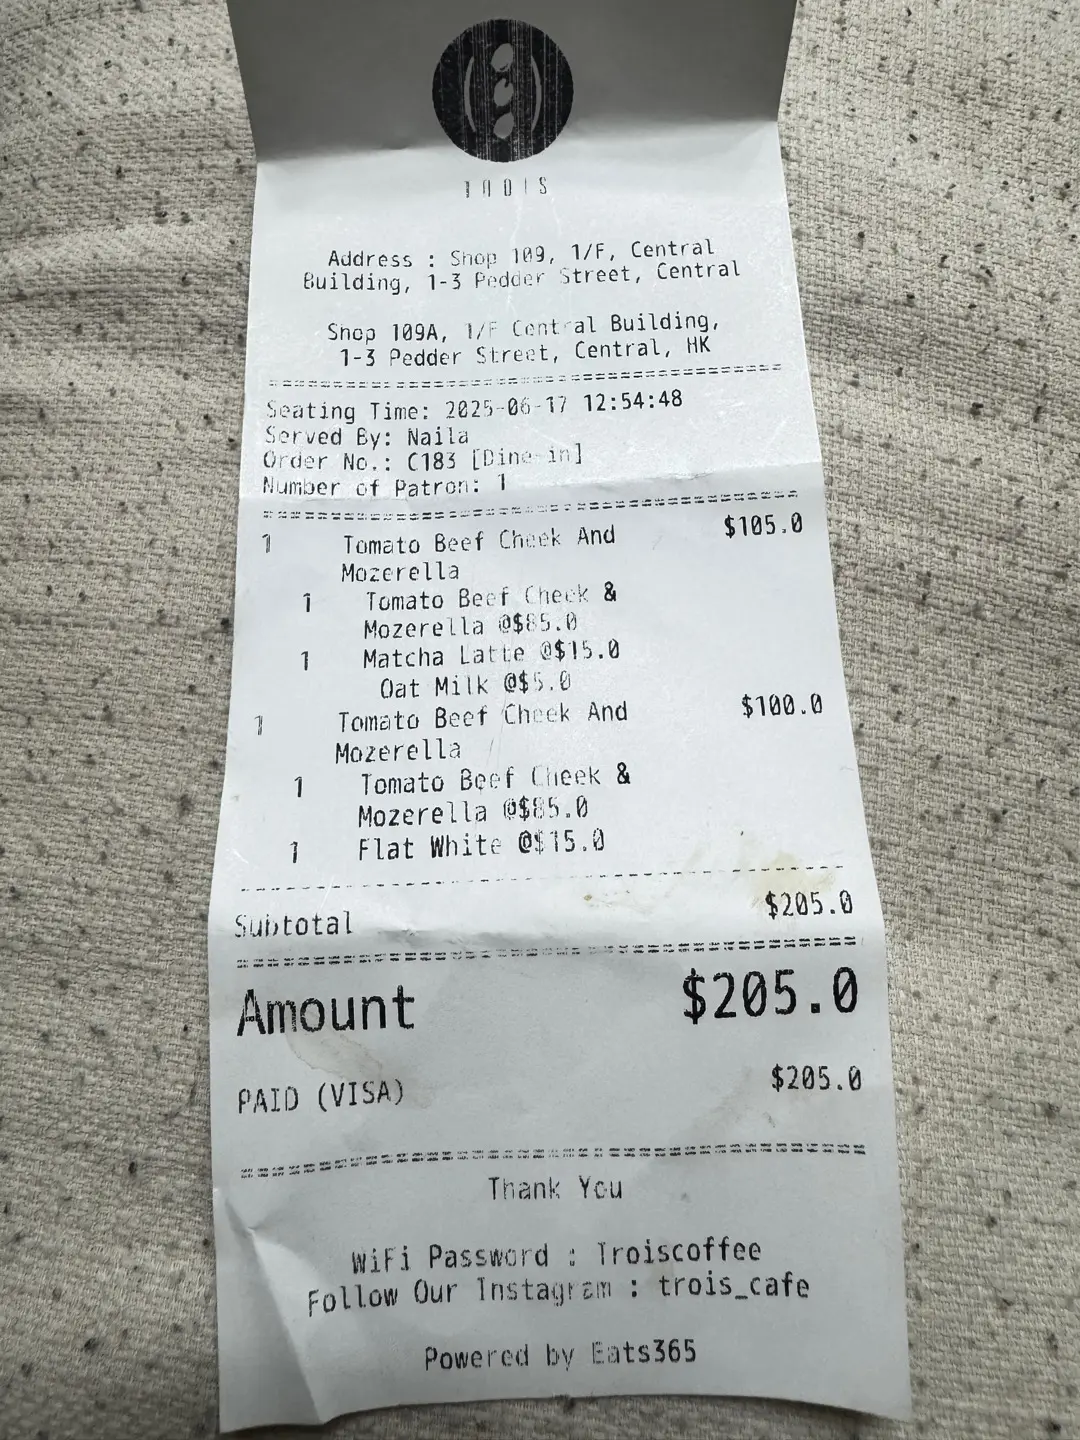 TROIS
Address : Shop 109, 1/F, Central
Building, 1-3 Pedder Street, Central
Shop 109A, 1/F Central Building,
1-3 Pedder Street, Central, HK
Seating Time: 2025-06-17 12:54:48
Served By: Naila
Order No.: C183 [Dine-in]
Number of Patron: 1
1 Tomato Beef Cheek And $105.0
Mozerella
1 Tomato Beef Cheek &
Mozerella @$85.0
1 Matcha Latte @$15.0
Oat Milk @$5.0
1 Tomato Beef Cheek And $100.0
Mozerella
1 Tomato Beef Cheek &
Mozerella @$85.0
1 Flat White @$15.0
Subtotal $205.0
Amount $205.0
PAID (VISA) $205.0
Thank You
WiFi Password : Troiscoffee
Follow Our Instagram : trois_cafe
Powered by Eats365